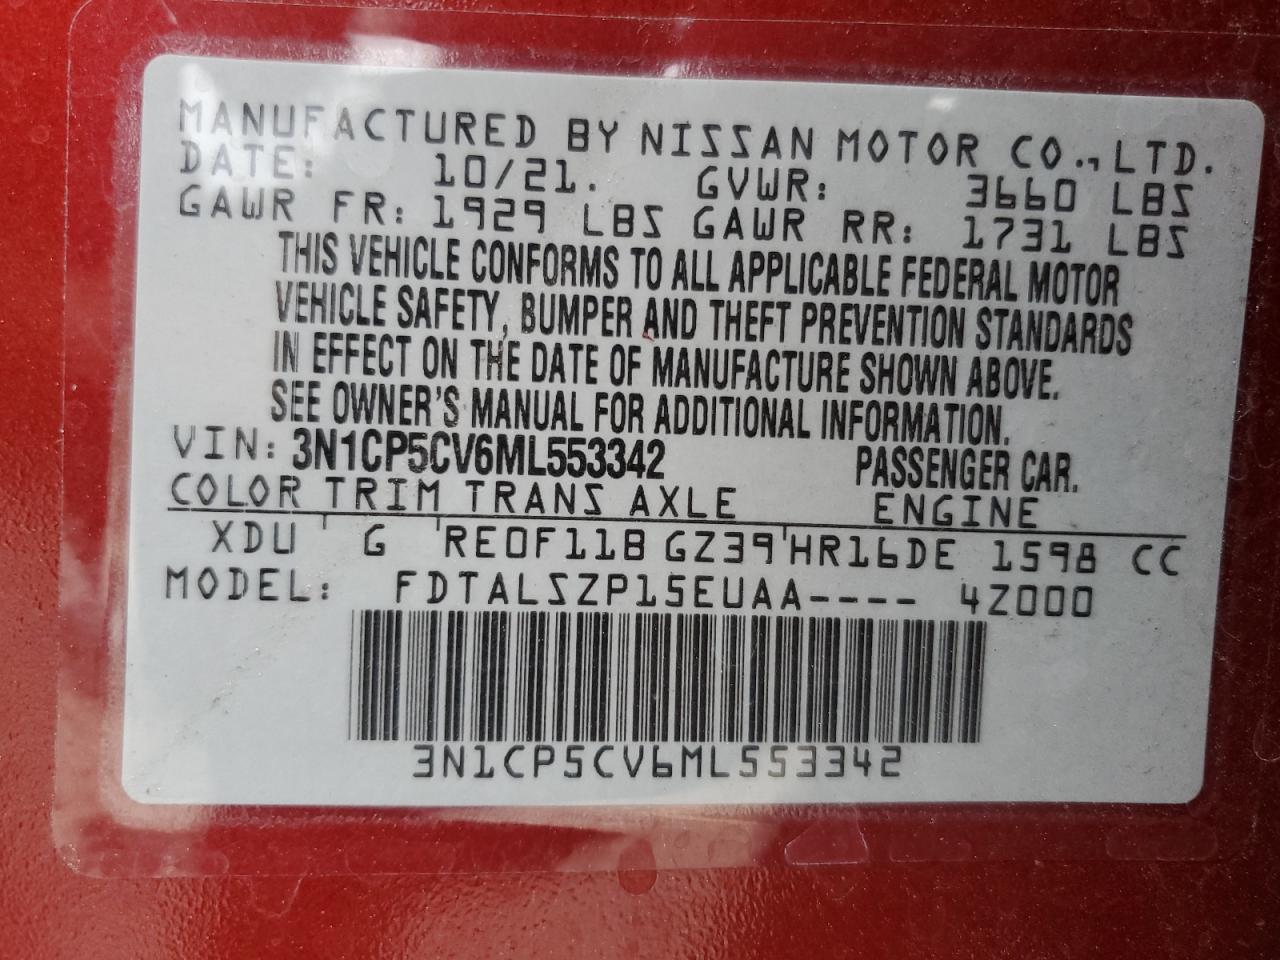 MANUFACTURED BY NISSAN MOTOR CO., LTD.
DATE: 10/21. GVWR: 3660 LBS
GAWR FR: 1929 LBS GAWR RR: 1731 LBS
THIS VEHICLE CONFORMS TO ALL APPLICABLE FEDERAL MOTOR
VEHICLE SAFETY, BUMPER AND THEFT PREVENTION STANDARDS
IN EFFECT ON THE DATE OF MANUFACTURE SHOWN ABOVE.
SEE OWNER'S MANUAL FOR ADDITIONAL INFORMATION.
VIN: 3N1CP5CV6ML553342 PASSENGER CAR.
COLOR TRIM TRANS AXLE ENGINE
XDU G RE0F11B GZ39 HR16DE 1598 CC
MODEL: FDTALSZP15EUAA---- 4Z000
3N1CP5CV6ML553342